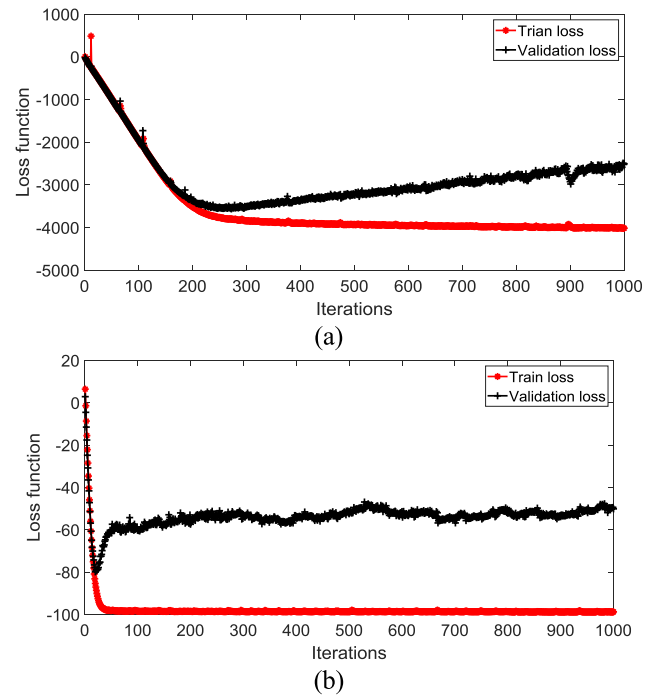 1000
0
-1000
-2000
-3000
-4000
-5000
Loss function
Trian loss
Validation loss
0 100 200 300 400 500 600 700 800 900 1000
Iterations
(a)
20
0
-20
-40
-60
-80
-100
Loss function
Train loss
Validation loss
0 100 200 300 400 500 600 700 800 900 1000
Iterations
(b)